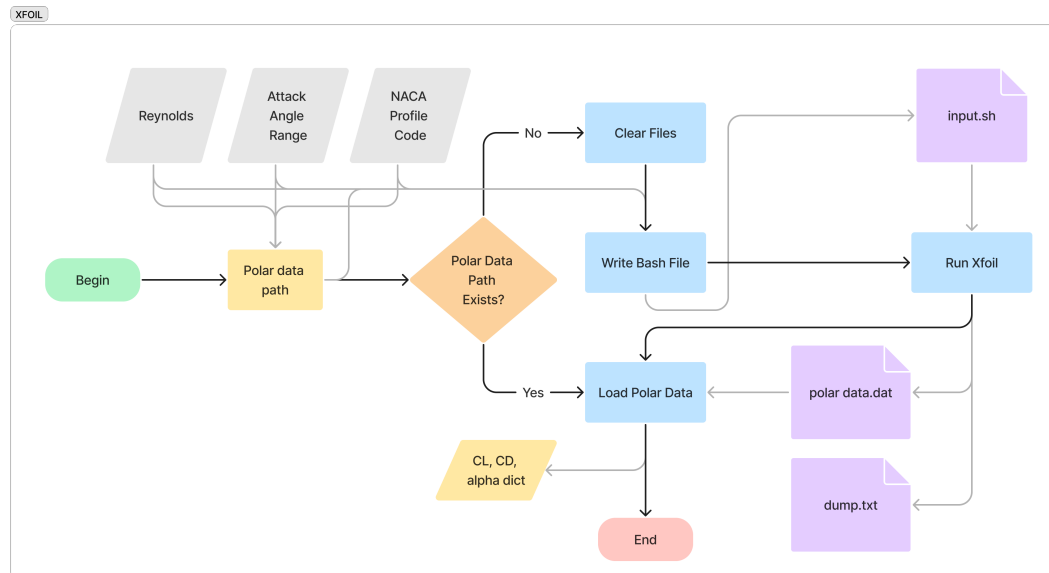 XFOIL
Reynolds
Attack
Angle
Range
NACA
Profile
Code
No
Clear Files
input.sh
Begin
Polar data
path
Polar Data
Path
Exists?
Write Bash File
Run Xfoil
Yes
Load Polar Data
polar data.dat
CL, CD,
alpha dict
dump.txt
End